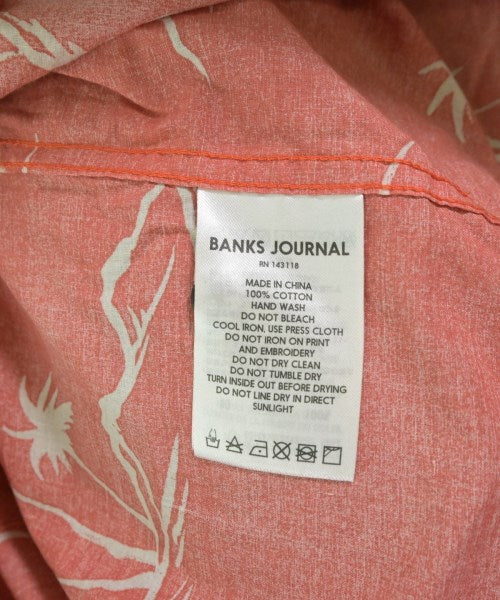 BANKS JOURNAL
RN 143118
MADE IN CHINA
100% COTTON
HAND WASH
DO NOT BLEACH
COOL IRON, USE PRESS CLOTH
DO NOT IRON ON PRINT
AND EMBROIDERY
DO NOT DRY CLEAN
DO NOT TUMBLE DRY
TURN INSIDE OUT BEFORE DRYING
DO NOT LINE DRY IN DIRECT
SUNLIGHT